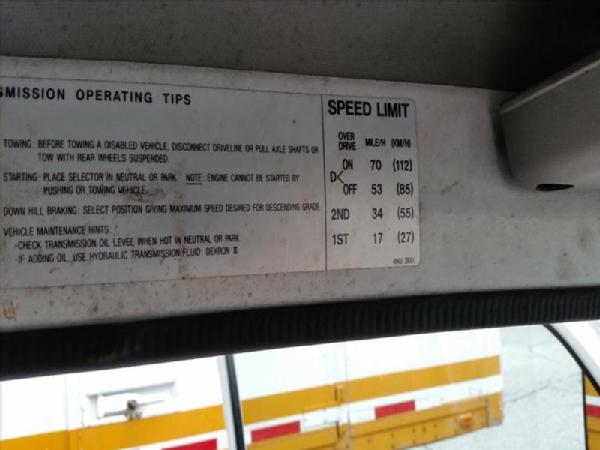 SMISSION OPERATING TIPS
TOWING: BEFORE TOWING A DISABLED VEHICLE, DISCONNECT DRIVELINE OR PULL AXLE SHAFTS OR
TOW WITH REAR WHEELS SUSPENDED.
STARTING: PLACE SELECTOR IN NEUTRAL OR PARK. NOTE: ENGINE CANNOT BE STARTED BY
PUSHING OR TOWING VEHICLE.
DOWN HILL BRAKING: SELECT POSITION GIVING MAXIMUM SPEED DESIRED FOR DESCENDING GRADE.
VEHICLE MAINTENANCE HINTS:
-CHECK TRANSMISSION OIL LEVEL WHEN HOT IN NEUTRAL OR PARK.
-IF ADDING OIL, USE HYDRAULIC TRANSMISSION FLUID. DEXRON II
SPEED LIMIT
OVER DRIVE MILE/H (KM/H)
D ON 70 (112)
OFF 53 (85)
2ND 34 (55)
1ST 17 (27)